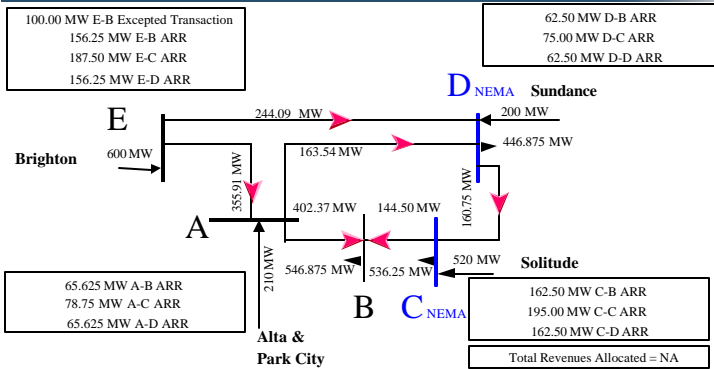 100.00 MW E-B Excepted Transaction
156.25 MW E-B ARR
187.50 MW E-C ARR
156.25 MW E-D ARR
62.50 MW D-B ARR
75.00 MW D-C ARR
62.50 MW D-D ARR
D NEMA Sundance
E
244.09 MW
200 MW
446.875 MW
Brighton
600 MW
163.54 MW
355.91 MW
160.75 MW
402.37 MW
144.50 MW
A
210 MW
546.875 MW
536.25 MW
520 MW
Solitude
B
C NEMA
65.625 MW A-B ARR
78.75 MW A-C ARR
65.625 MW A-D ARR
162.50 MW C-B ARR
195.00 MW C-C ARR
162.50 MW C-D ARR
Alta &
Park City
Total Revenues Allocated = NA